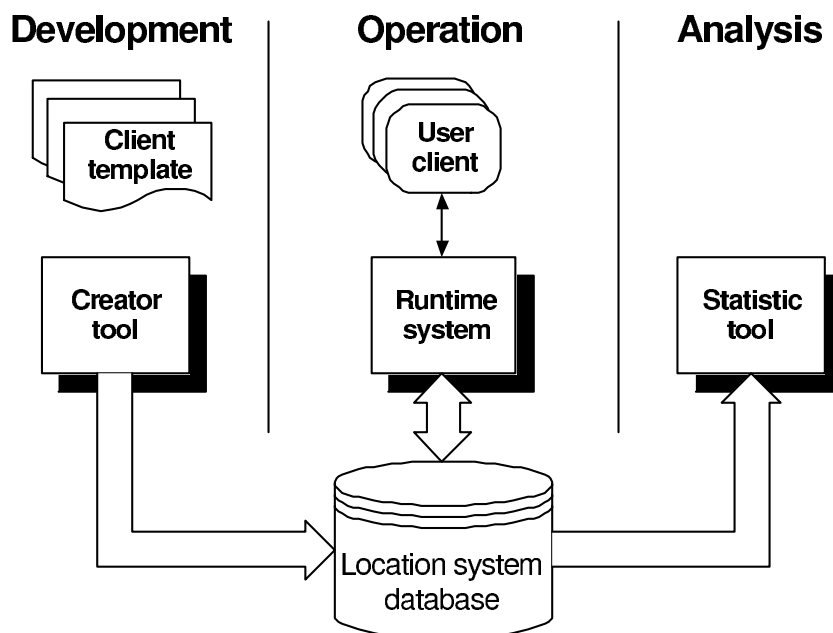 Development
Operation
Analysis
Client
template
User
client
Creator
tool
Runtime
system
Statistic
tool
Location system
database